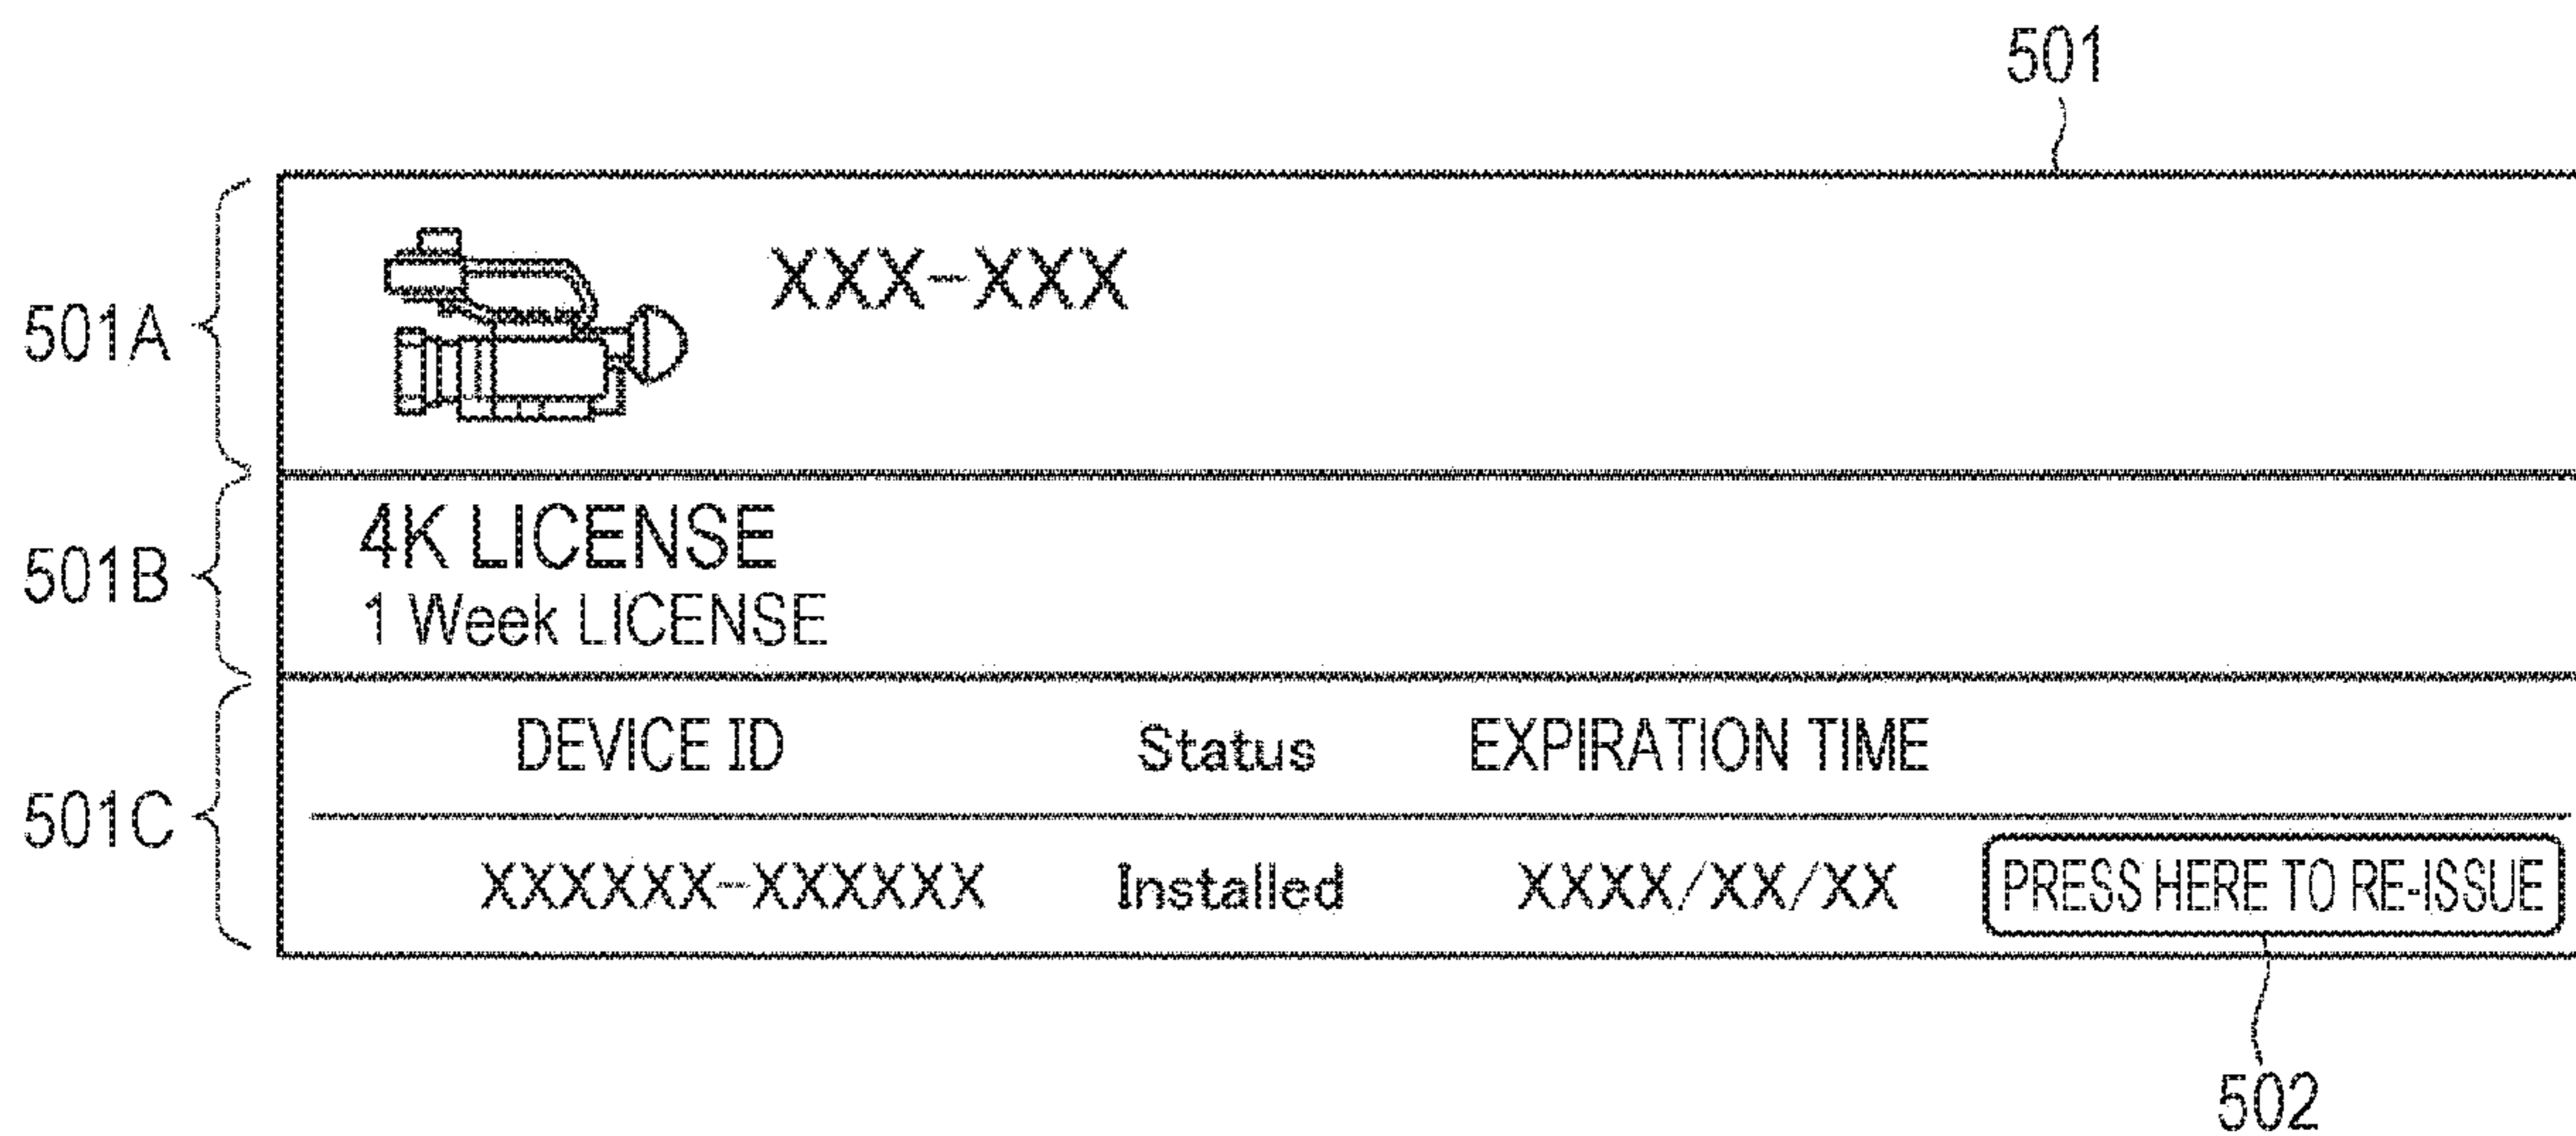 501
501A
XXX-XXX
501B
4K LICENSE
1 Week LICENSE
501C
DEVICE ID Status EXPIRATION TIME
XXXXXX-XXXXXX Installed XXXX/XX/XX PRESS HERE TO RE-ISSUE
502